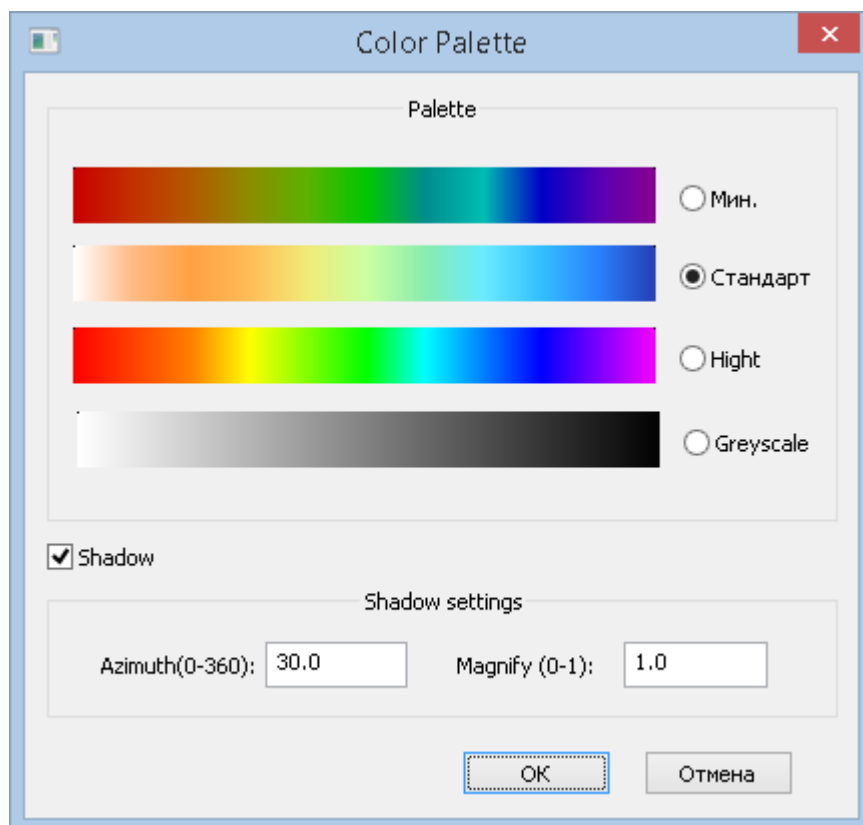 Color Palette
Palette
Мин.
Стандарт
Hight
Greyscale
Shadow
Shadow settings
Azimuth(0-360): 30.0 Magnify (0-1): 1.0
OK Отмена